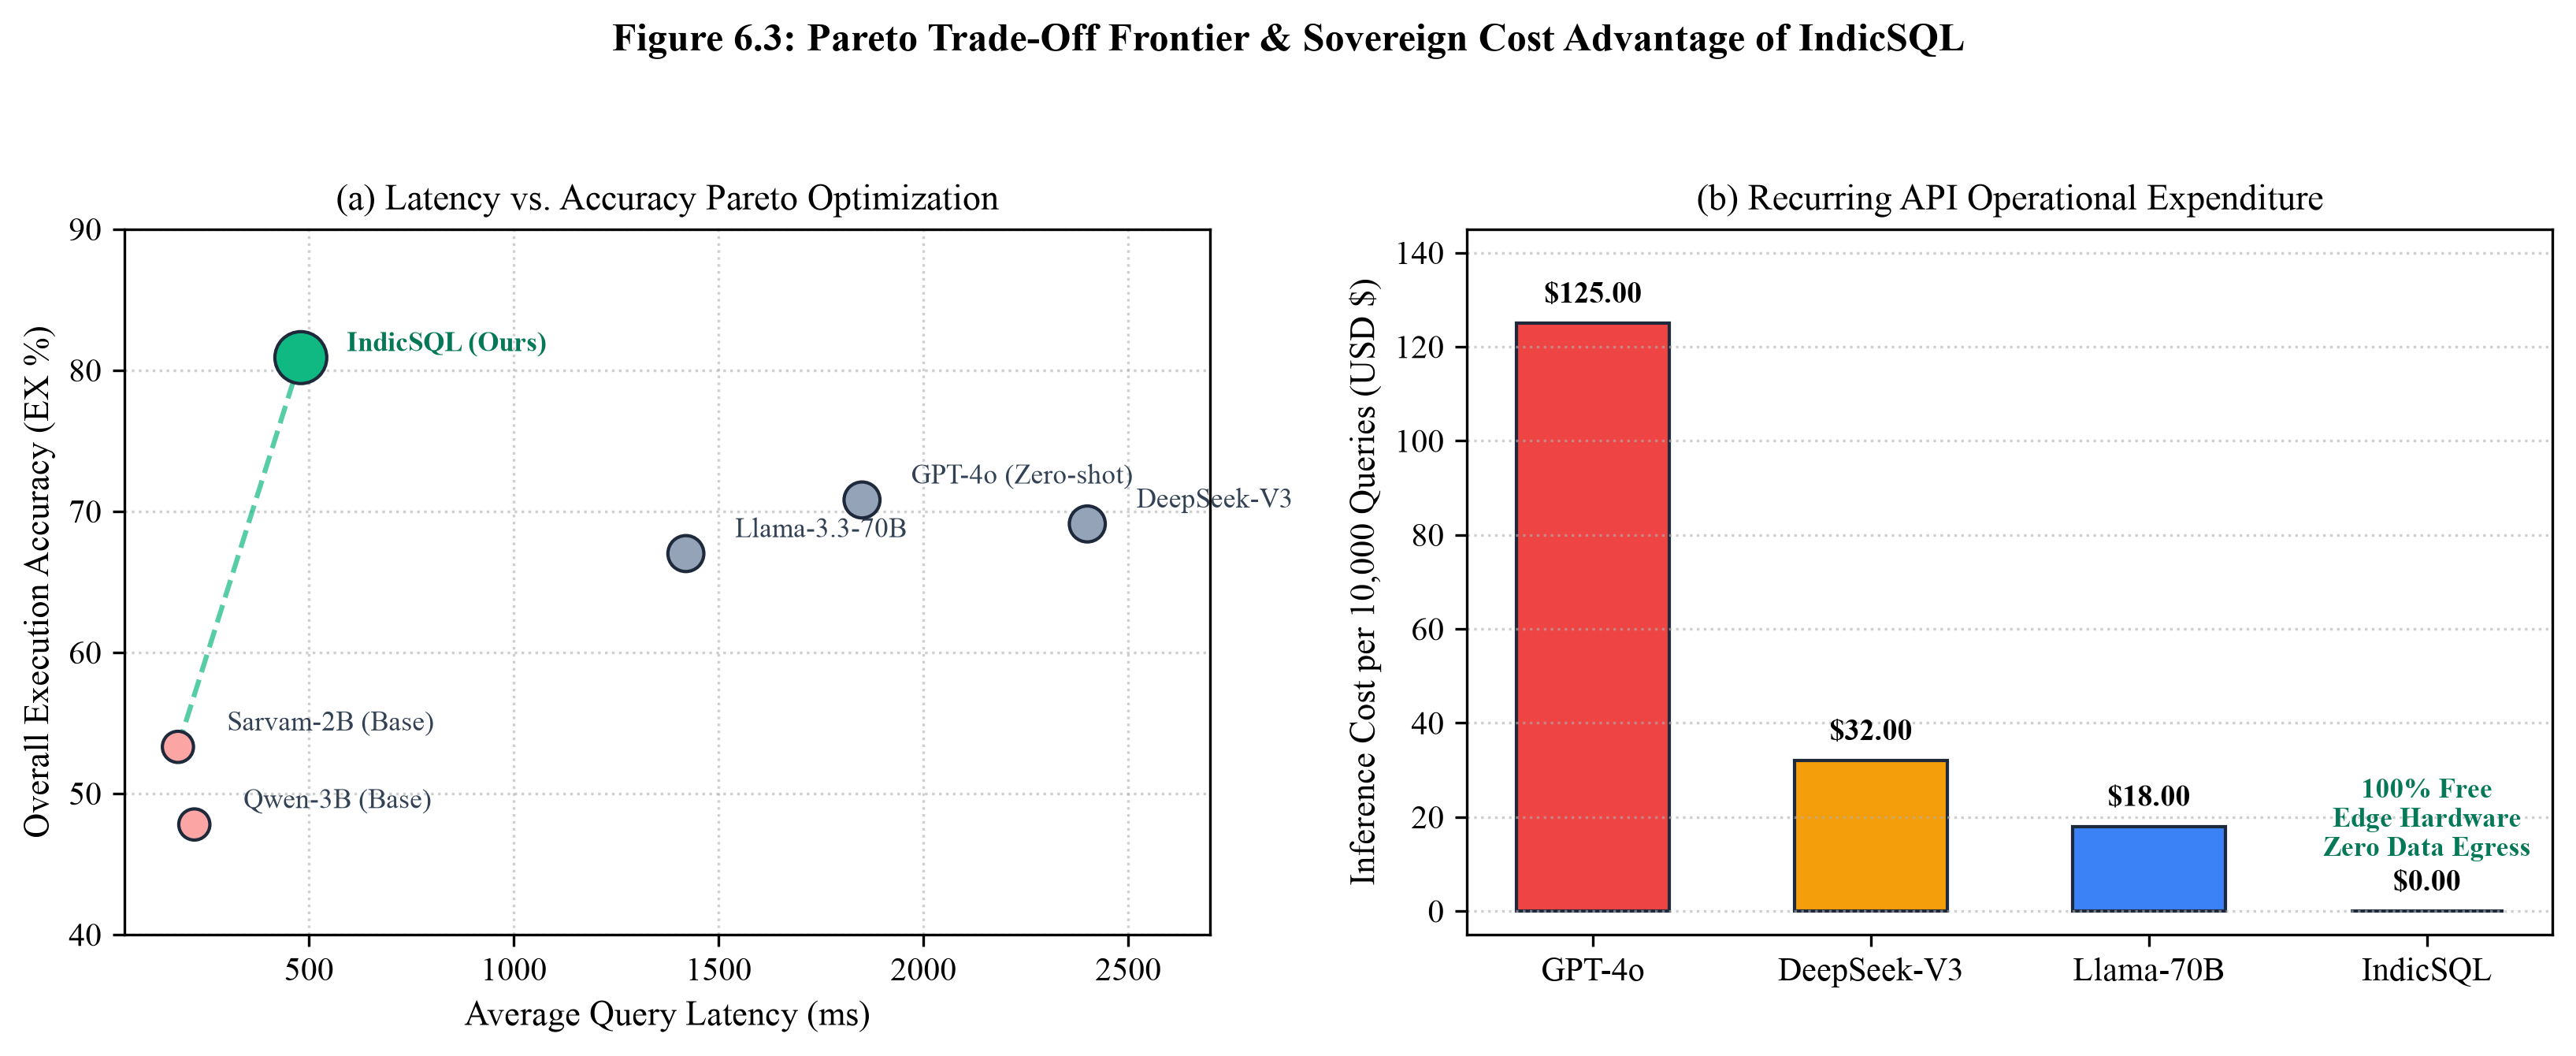 Figure 6.3: Pareto Trade-Off Frontier & Sovereign Cost Advantage of IndicSQL
(a) Latency vs. Accuracy Pareto Optimization
Overall Execution Accuracy (EX %)
90
80
70
60
50
40
IndicSQL (Ours)
GPT-4o (Zero-shot)
DeepSeek-V3
Llama-3.3-70B
Sarvam-2B (Base)
Qwen-3B (Base)
500 1000 1500 2000 2500
Average Query Latency (ms)
(b) Recurring API Operational Expenditure
Inference Cost per 10,000 Queries (USD $)
140
120
100
80
60
40
20
0
$125.00
$32.00
$18.00
100% Free
Edge Hardware
Zero Data Egress
$0.00
GPT-4o DeepSeek-V3 Llama-70B IndicSQL